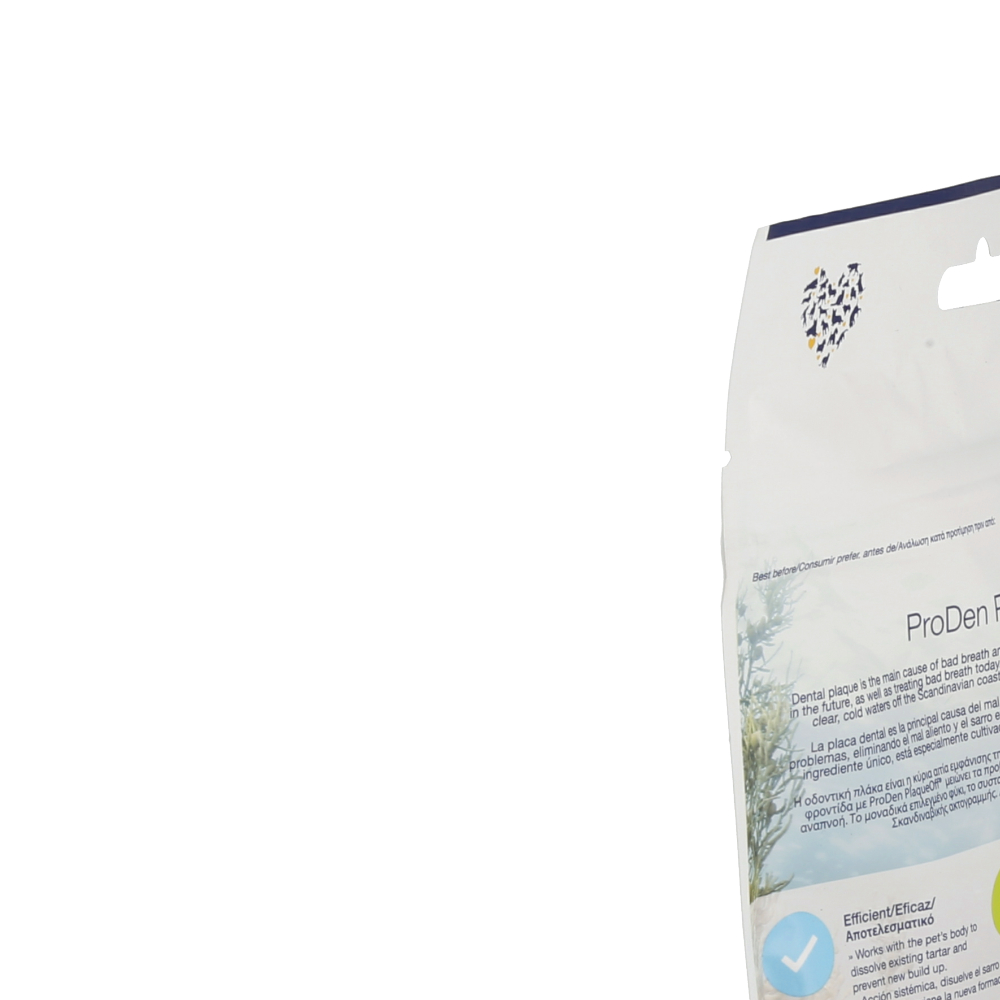 Best before/Consumir prefer. antes de/Ανάλωση κατά προτίμηση πριν από:
ProDen
Dental plaque is the main cause of bad breath
in the future, as well as treating bad breath today
clear, cold waters off the Scandinavian coast
La placa dental es la principal causa del mal
problemas, eliminando el mal aliento y el sarro
ingrediente único, está especialmente
Η οδοντική πλάκα είναι η κύρια αιτία εμφάνισης
φροντίδα με ProDen PlaqueOff® μειώνει τα
αναπνοή. Το μοναδικά επιλεγμένο φύκι, το
Σκανδιναβικής ακτογραμμής.
Efficient/Eficaz/
Αποτελεσματικό
» Works with the pet's body to
dissolve existing tartar and
prevent new build up.
Acción sistémica, disuelve el sarro
la nueva